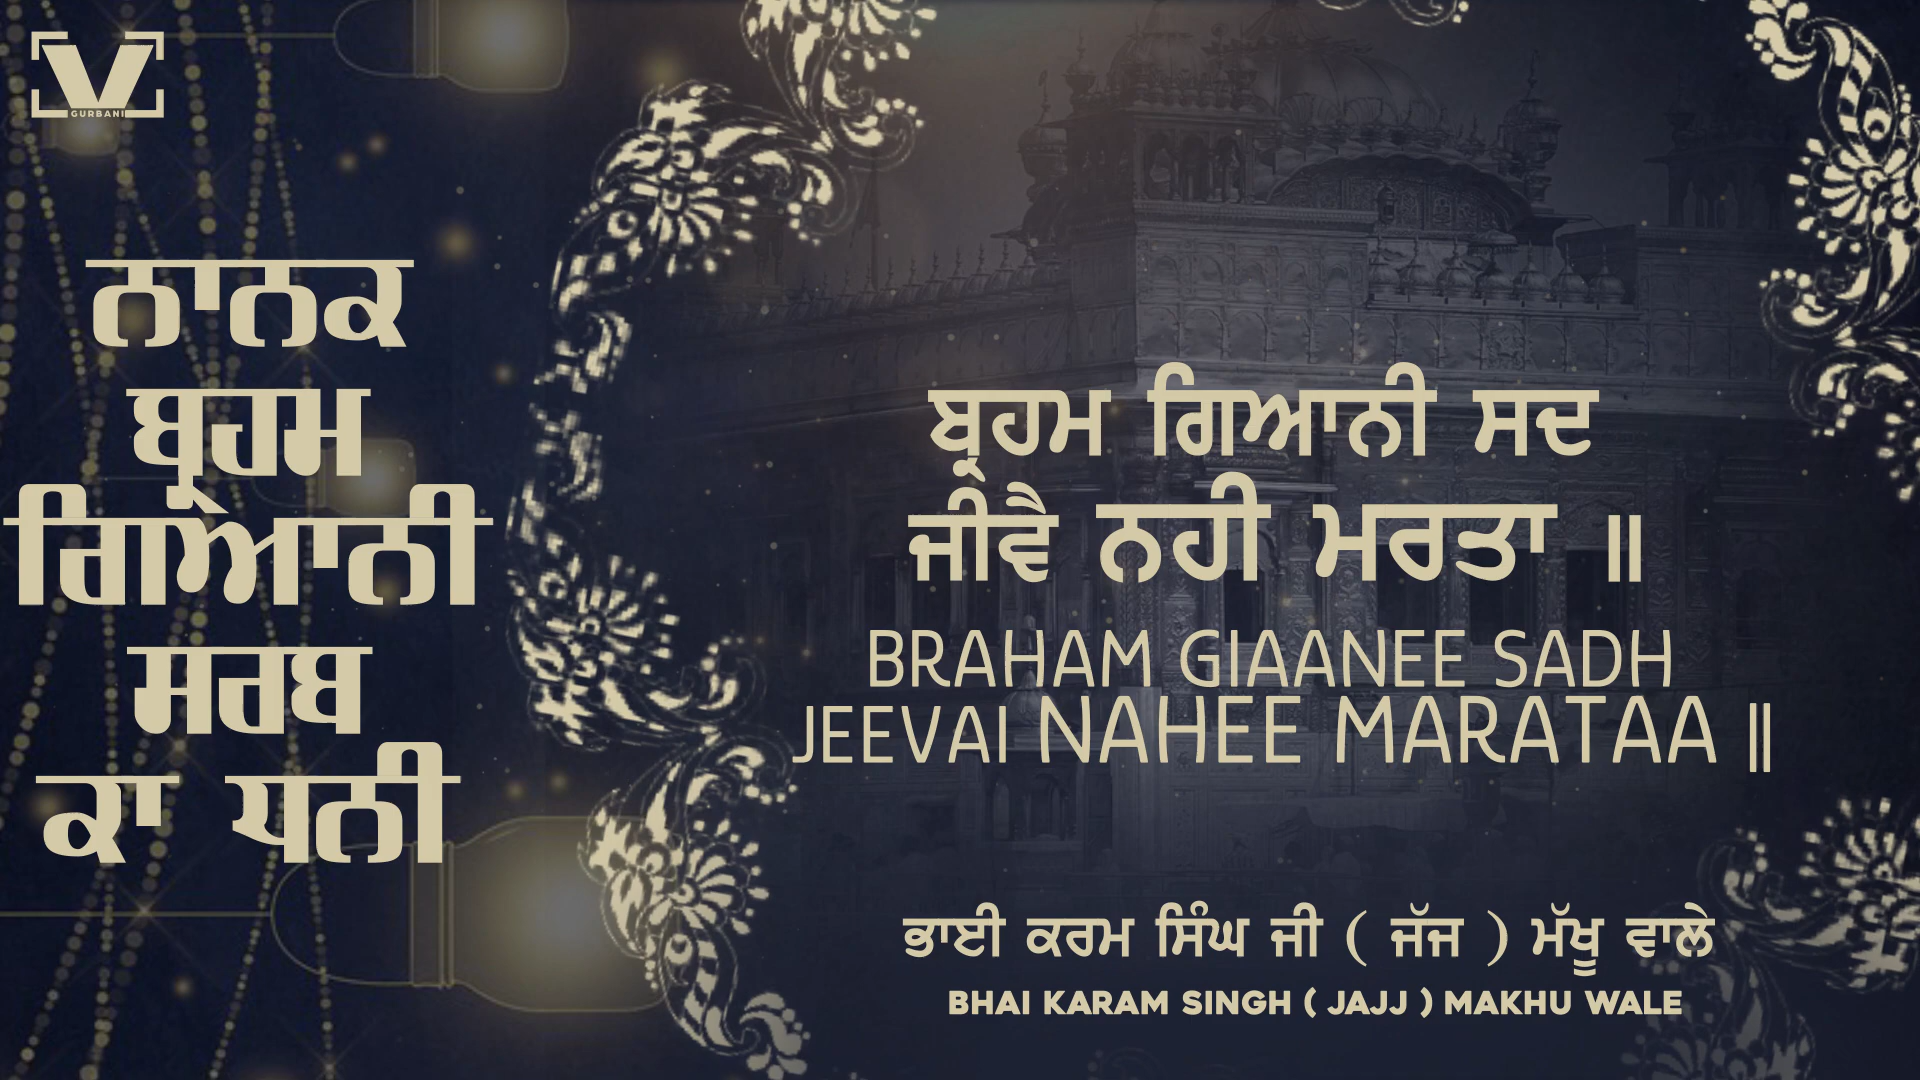 V
GURBANI
ਨਾਨਕ
ਬ੍ਰਹਮ
ਗਿਆਨੀ
ਸਰਬ
ਕਾ ਧਨੀ
ਬ੍ਰਹਮ ਗਿਆਨੀ ਸਦ
ਜੀਵੈ ਨਹੀ ਮਰਤਾ ॥
BRAHAM GIAANEE SADH
JEEVAI NAHEE MARATAA ॥
ਭਾਈ ਕਰਮ ਸਿੰਘ ਜੀ ( ਜੱਜ ) ਮੱਖੂ ਵਾਲੇ
BHAI KARAM SINGH ( JAJJ ) MAKHU WALE